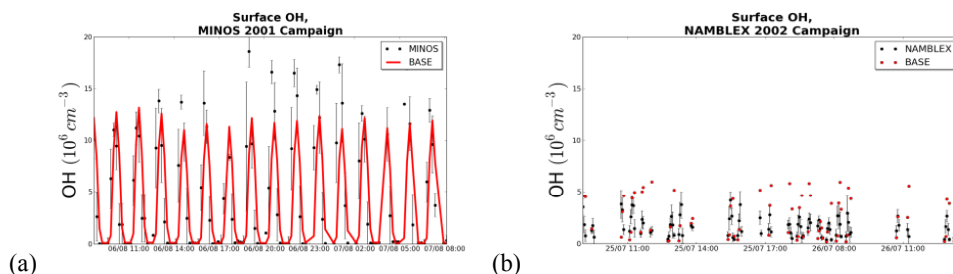 Surface OH,
MINOS 2001 Campaign
20
15
10
5
0
OH (10^6 cm^-3)
MINOS
BASE
06/08 11:00
06/08 14:00
06/08 17:00
06/08 20:00
06/08 23:00
07/08 02:00
07/08 05:00
07/08 08:00
(a)
Surface OH,
NAMBLEX 2002 Campaign
20
15
10
5
0
OH (10^6 cm^-3)
NAMBLEX
BASE
25/07 11:00
25/07 14:00
25/07 17:00
26/07 08:00
26/07 11:00
(b)